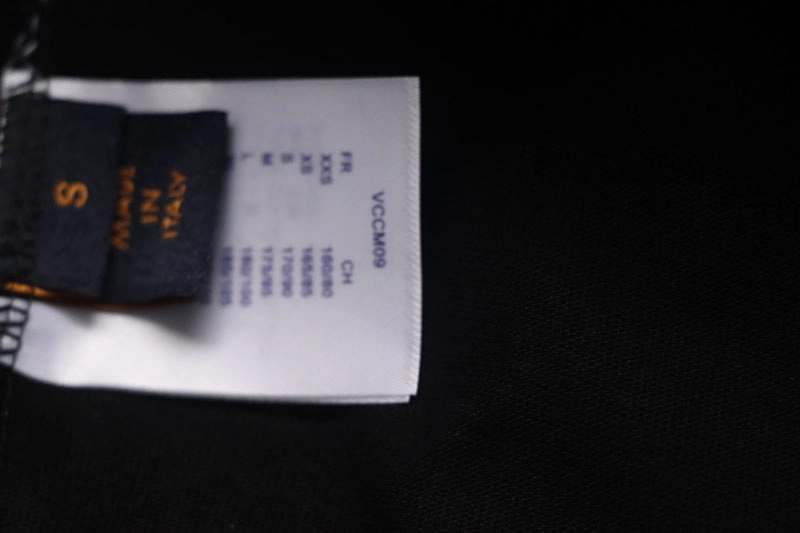 S
MADE
IN
ITALY
VCCM09
FR CH
XXS 160/80
XS 165/85
S 170/90
M 175/95
L 180/100
185/105